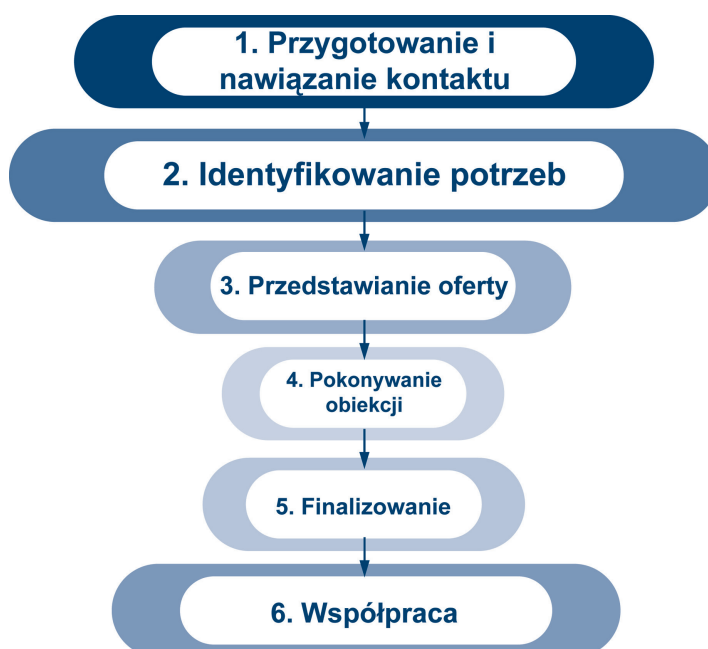 1. Przygotowanie i
nawiązanie kontaktu
2. Identyfikowanie potrzeb
3. Przedstawianie oferty
4. Pokonywanie
obiekcji
5. Finalizowanie
6. Współpraca